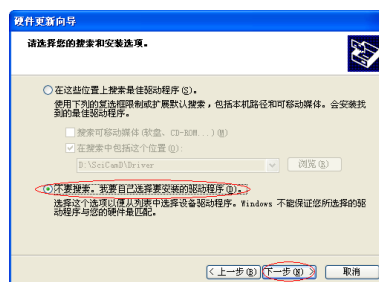 硬件更新向导
请选择您的搜索和安装选项。
在这些位置上搜索最佳驱动程序(S)。
使用下列的复选框限制或扩展默认搜索，包括本机路径和可移动媒体。会安装找
到的最佳驱动程序。
搜索可移动媒体(软盘、CD-ROM...)(M)
在搜索中包括这个位置(O):
D:\SciCamD\Driver
浏览(R)
不要搜索。我要自己选择要安装的驱动程序(D)。
选择这个选项以便从列表中选择设备驱动程序。Windows 不能保证您所选择的驱
动程序与您的硬件最匹配。
< 上一步(B)
下一步(N) >
取消